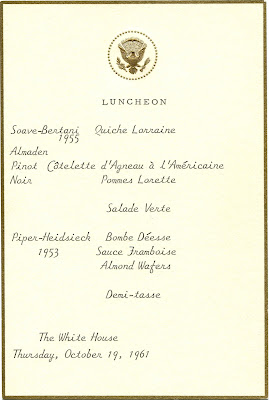 LUNCHEON
Soave-Bertani Quiche Lorraine
1955
Almaden
Pinot Côtelette d'Agneau à l'Américaine
Noir Pommes Lorette
Salade Verte
Piper-Heidsieck Bombe Déesse
1953 Sauce Framboise
Almond Wafers
Demi-tasse
The White House
Thursday, October 19, 1961